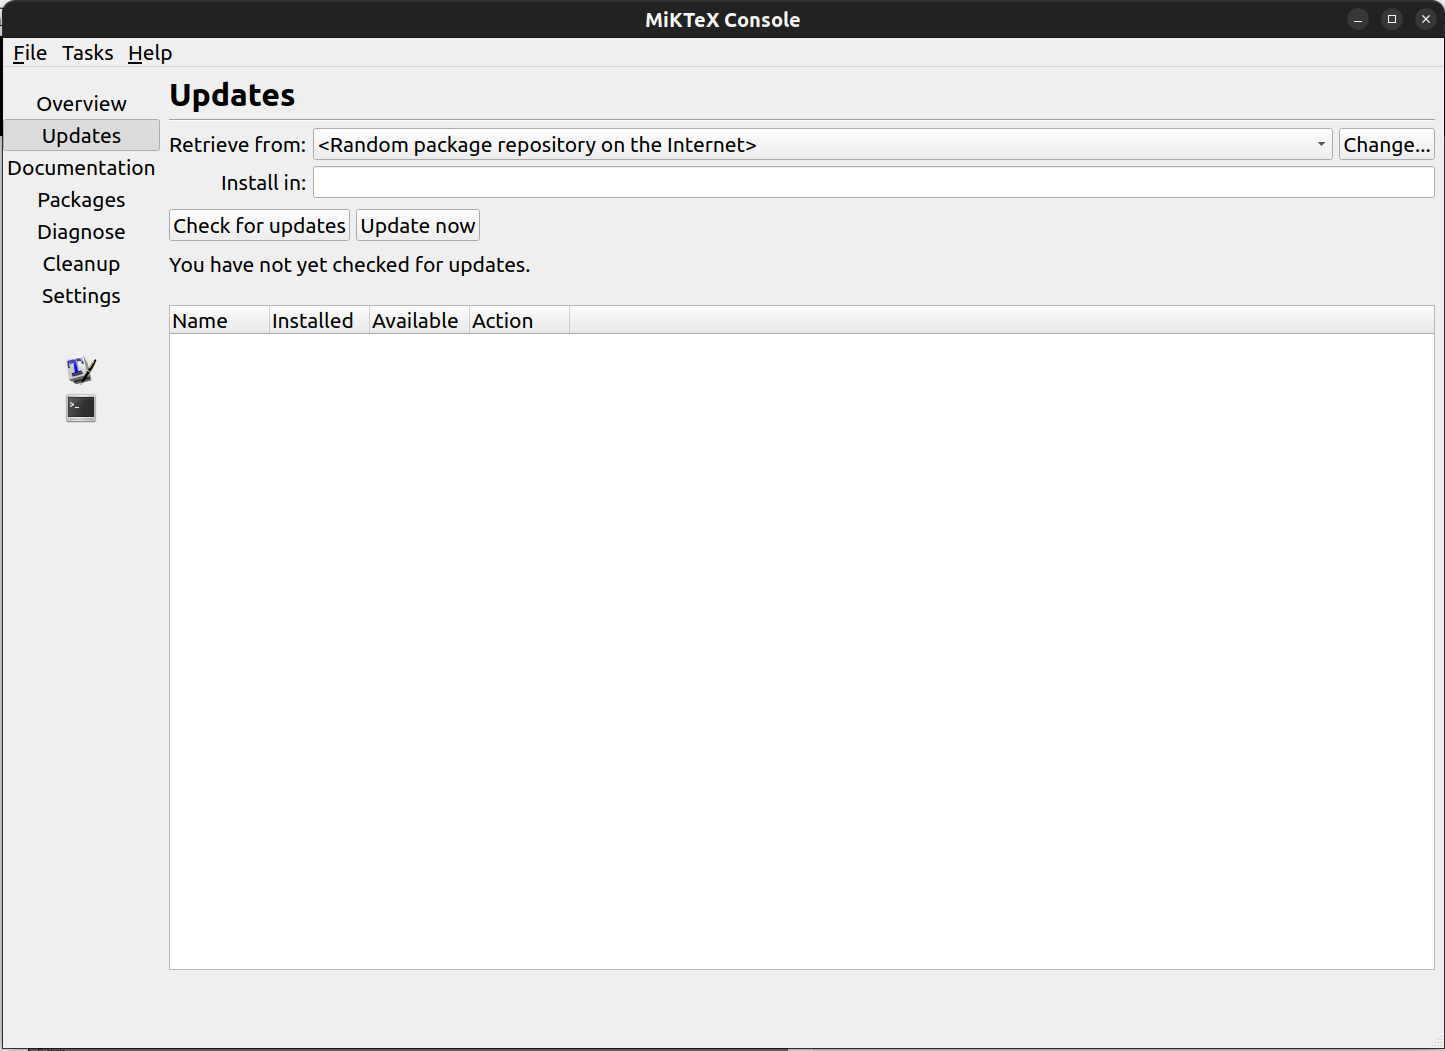 MiKTeX Console
File Tasks Help
Overview
Updates
Documentation
Packages
Diagnose
Cleanup
Settings
Updates
Retrieve from: <Random package repository on the Internet> Change...
Install in:
Check for updates Update now
You have not yet checked for updates.
Name Installed Available Action